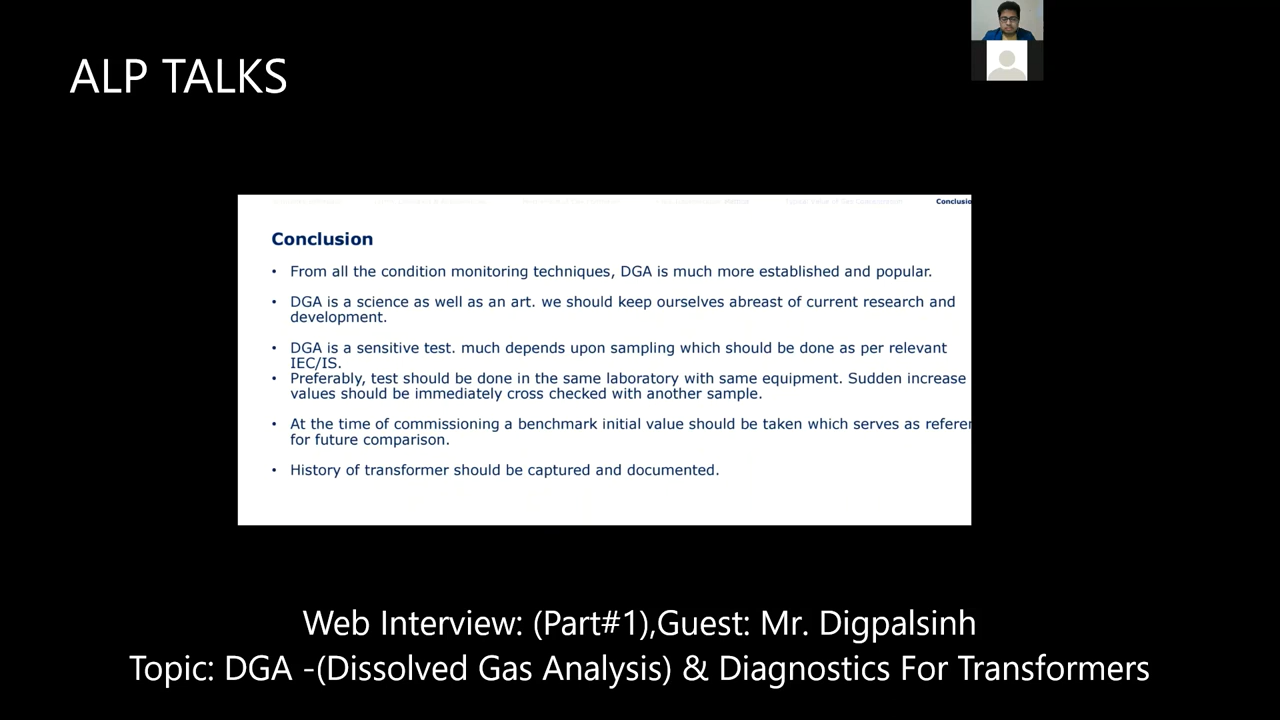 ALP TALKS
Conclusio
Conclusion
• From all the condition monitoring techniques, DGA is much more established and popular.
• DGA is a science as well as an art. we should keep ourselves abreast of current research and
development.
• DGA is a sensitive test. much depends upon sampling which should be done as per relevant
IEC/IS.
• Preferably, test should be done in the same laboratory with same equipment. Sudden increase
values should be immediately cross checked with another sample.
• At the time of commissioning a benchmark initial value should be taken which serves as referen
for future comparison.
• History of transformer should be captured and documented.
Web Interview: (Part#1),Guest: Mr. Digpalsinh
Topic: DGA -(Dissolved Gas Analysis) & Diagnostics For Transformers